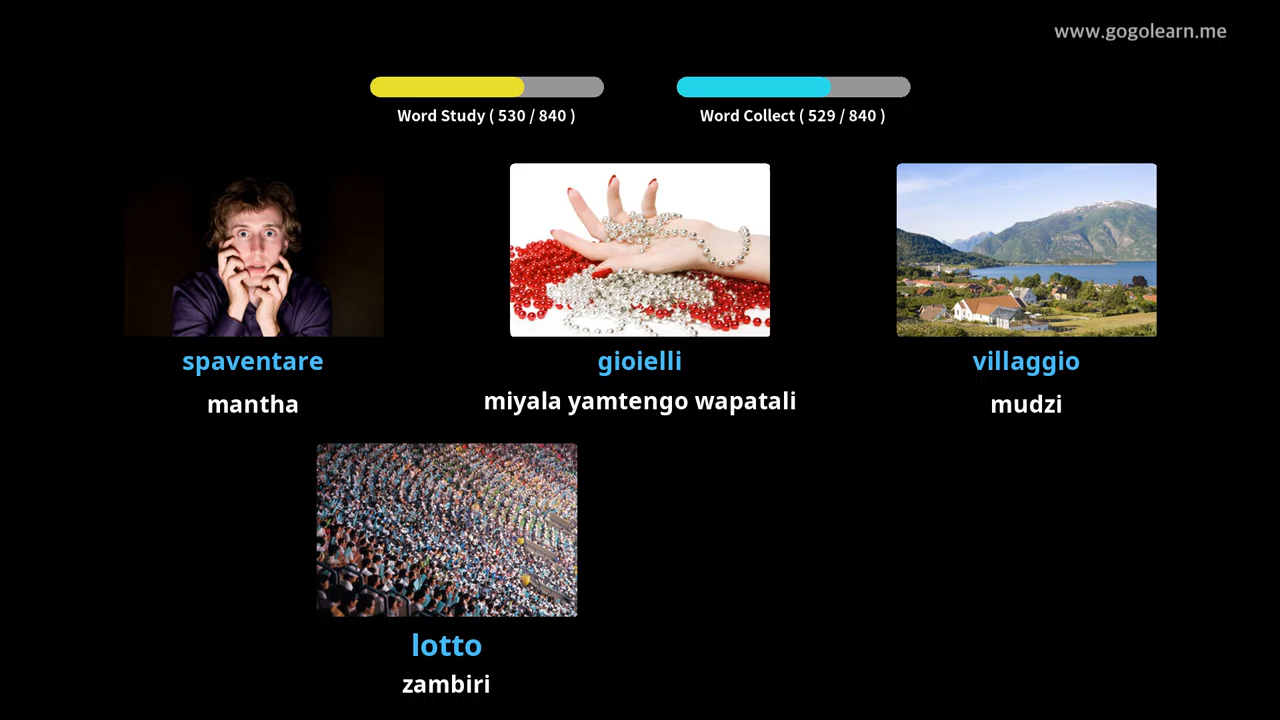 www.gogolearn.me
Word Study ( 530 / 840 )
Word Collect ( 529 / 840 )
spaventare
gioielli
villaggio
mantha
miyala yamtengo wapatali
mudzi
lotto
zambiri